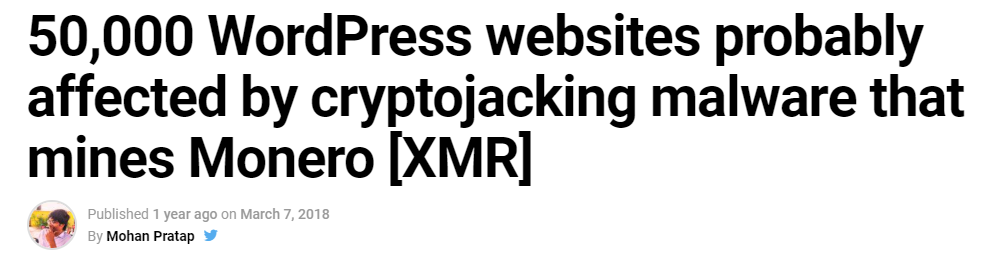 50,000 WordPress websites probably
affected by cryptojacking malware that
mines Monero [XMR]
Published 1 year ago on March 7, 2018
By Mohan Pratap